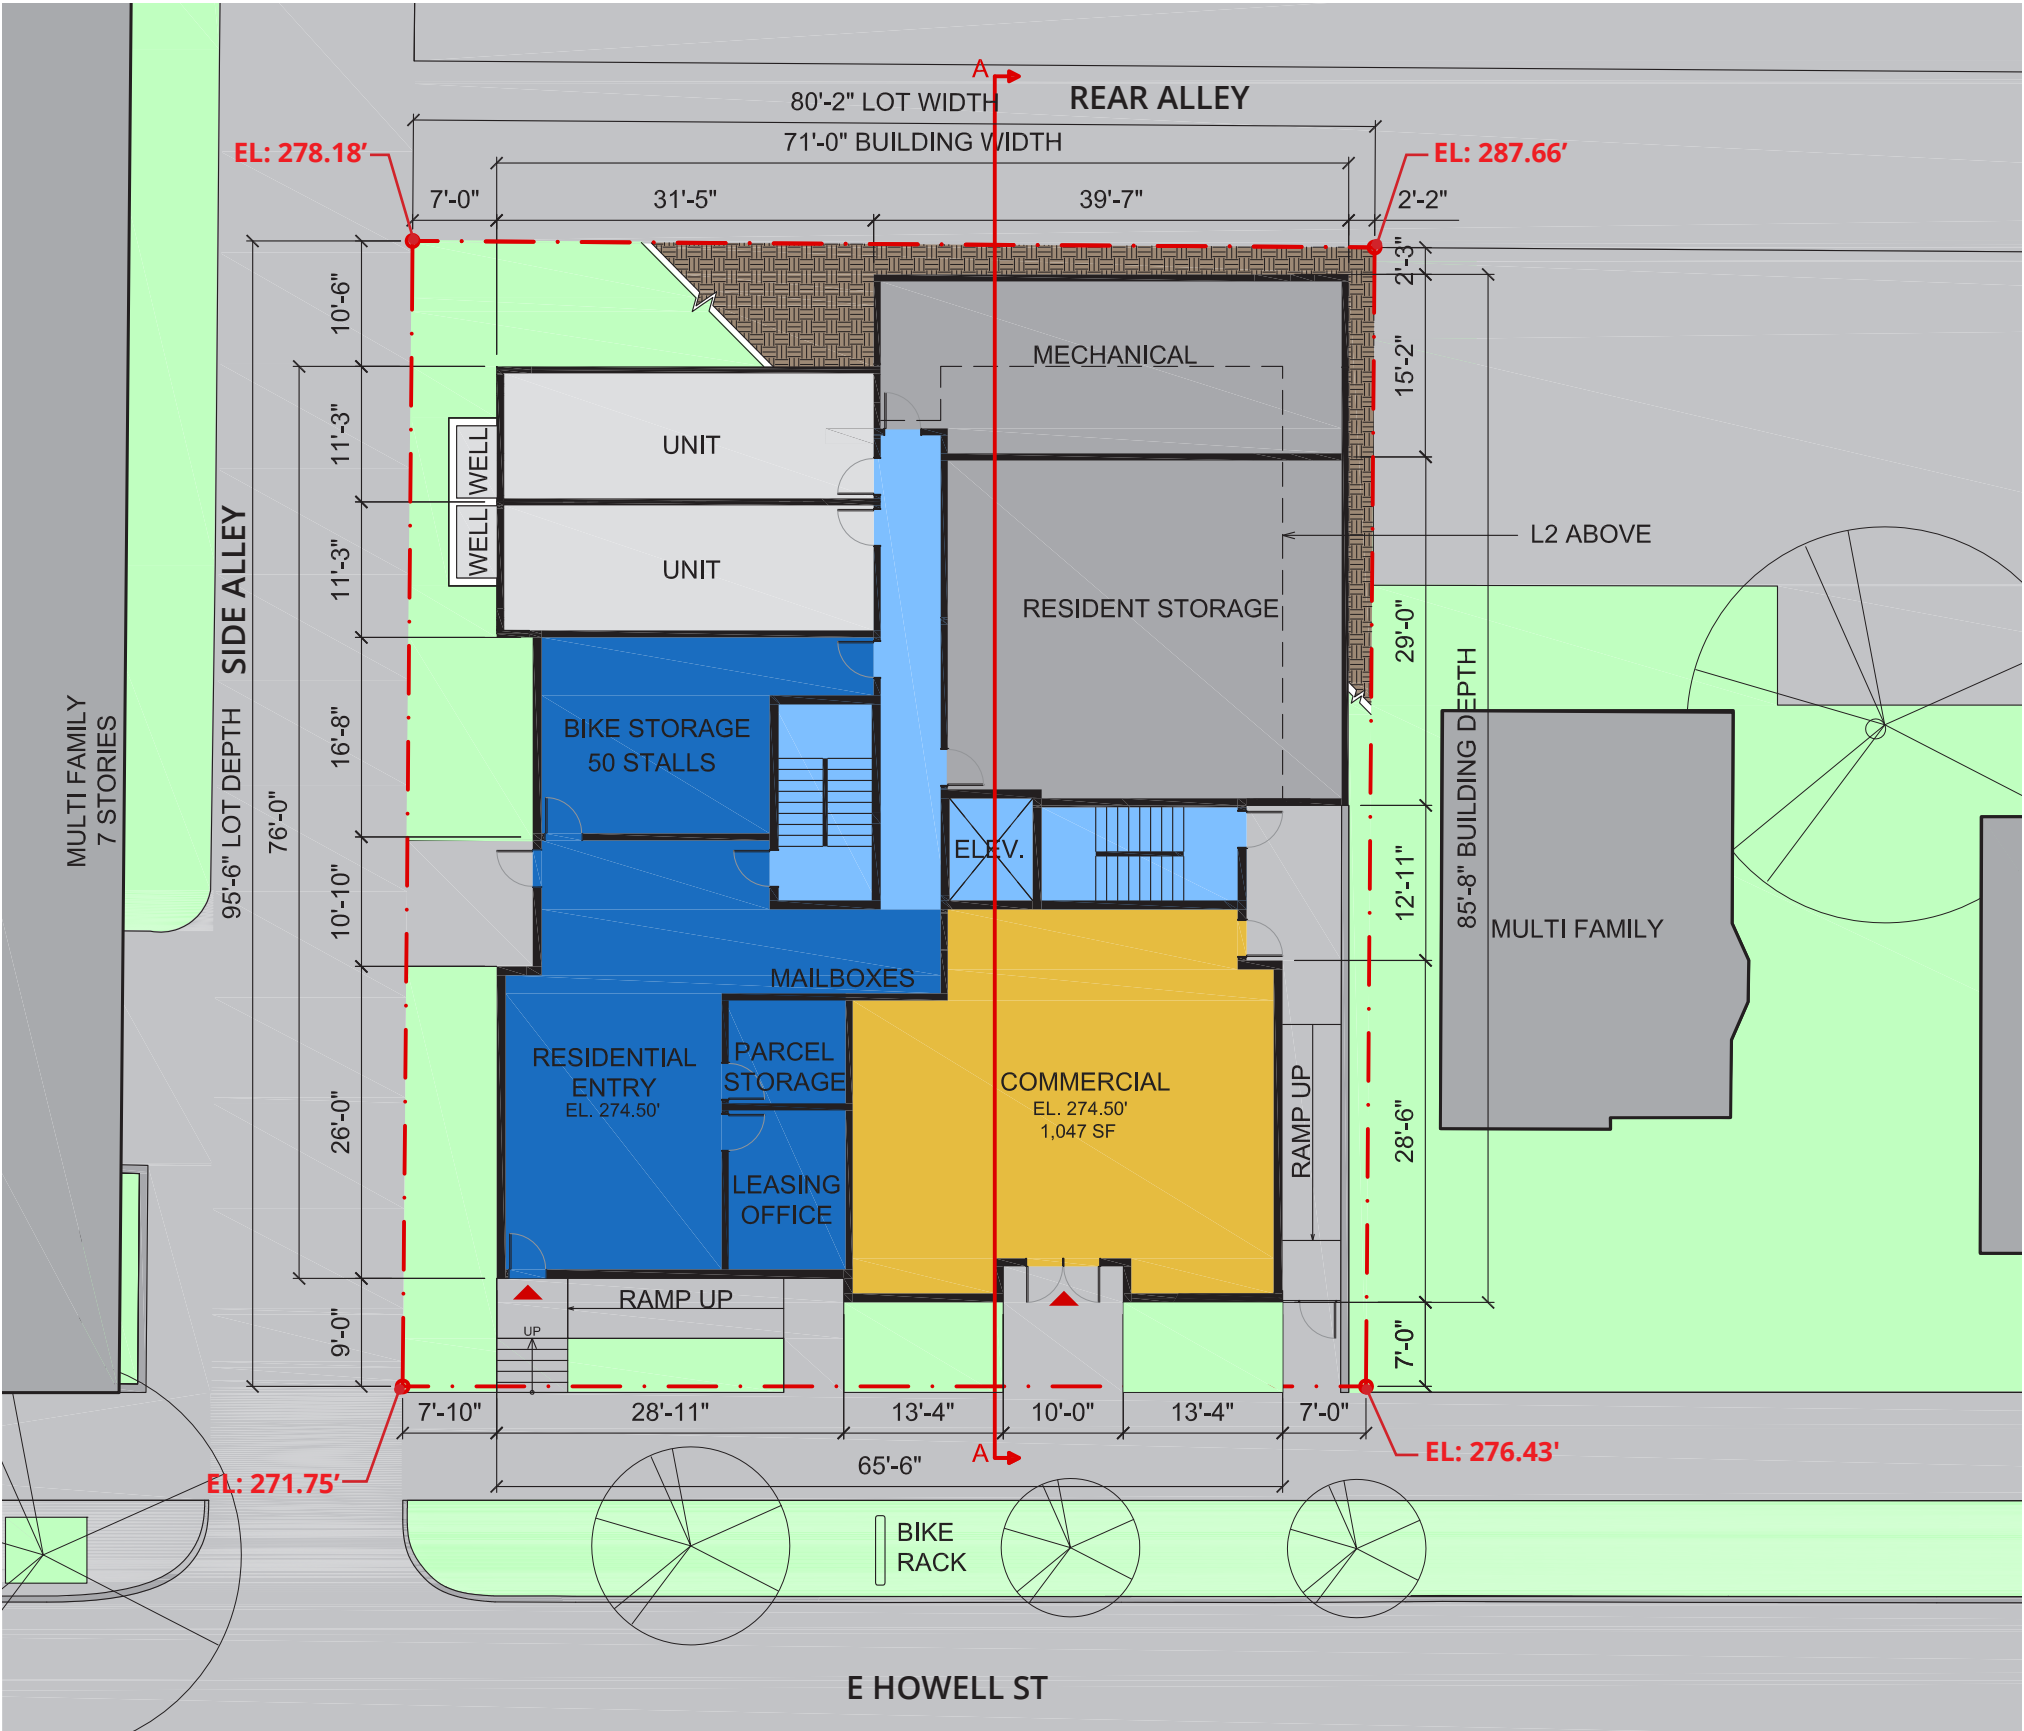 A
REAR ALLEY
80'-2" LOT WIDTH
71'-0" BUILDING WIDTH
EL: 278.18’
EL: 287.66’
7'-0"
31'-5"
39'-7"
2'-2"
2'-3"
10'-6"
15'-2"
MECHANICAL
11'-3"
WELL
UNIT
L2 ABOVE
11'-3"
WELL
UNIT
SIDE ALLEY
RESIDENT STORAGE
29'-0"
MULTI FAMILY
7 STORIES
95'-6" LOT DEPTH
76'-0"
16'-8"
BIKE STORAGE
50 STALLS
85'-8" BUILDING DEPTH
ELEV.
10'-10"
12'-11"
MULTI FAMILY
MAILBOXES
RESIDENTIAL
ENTRY
EL. 274.50'
PARCEL
STORAGE
COMMERCIAL
EL. 274.50'
1,047 SF
RAMP UP
26'-0"
28'-6"
LEASING
OFFICE
RAMP UP
UP
9'-0"
7'-0"
7'-10"
28'-11"
13'-4"
10'-0"
13'-4"
7'-0"
A
65'-6"
EL: 276.43'
EL: 271.75’
BIKE
RACK
E HOWELL ST